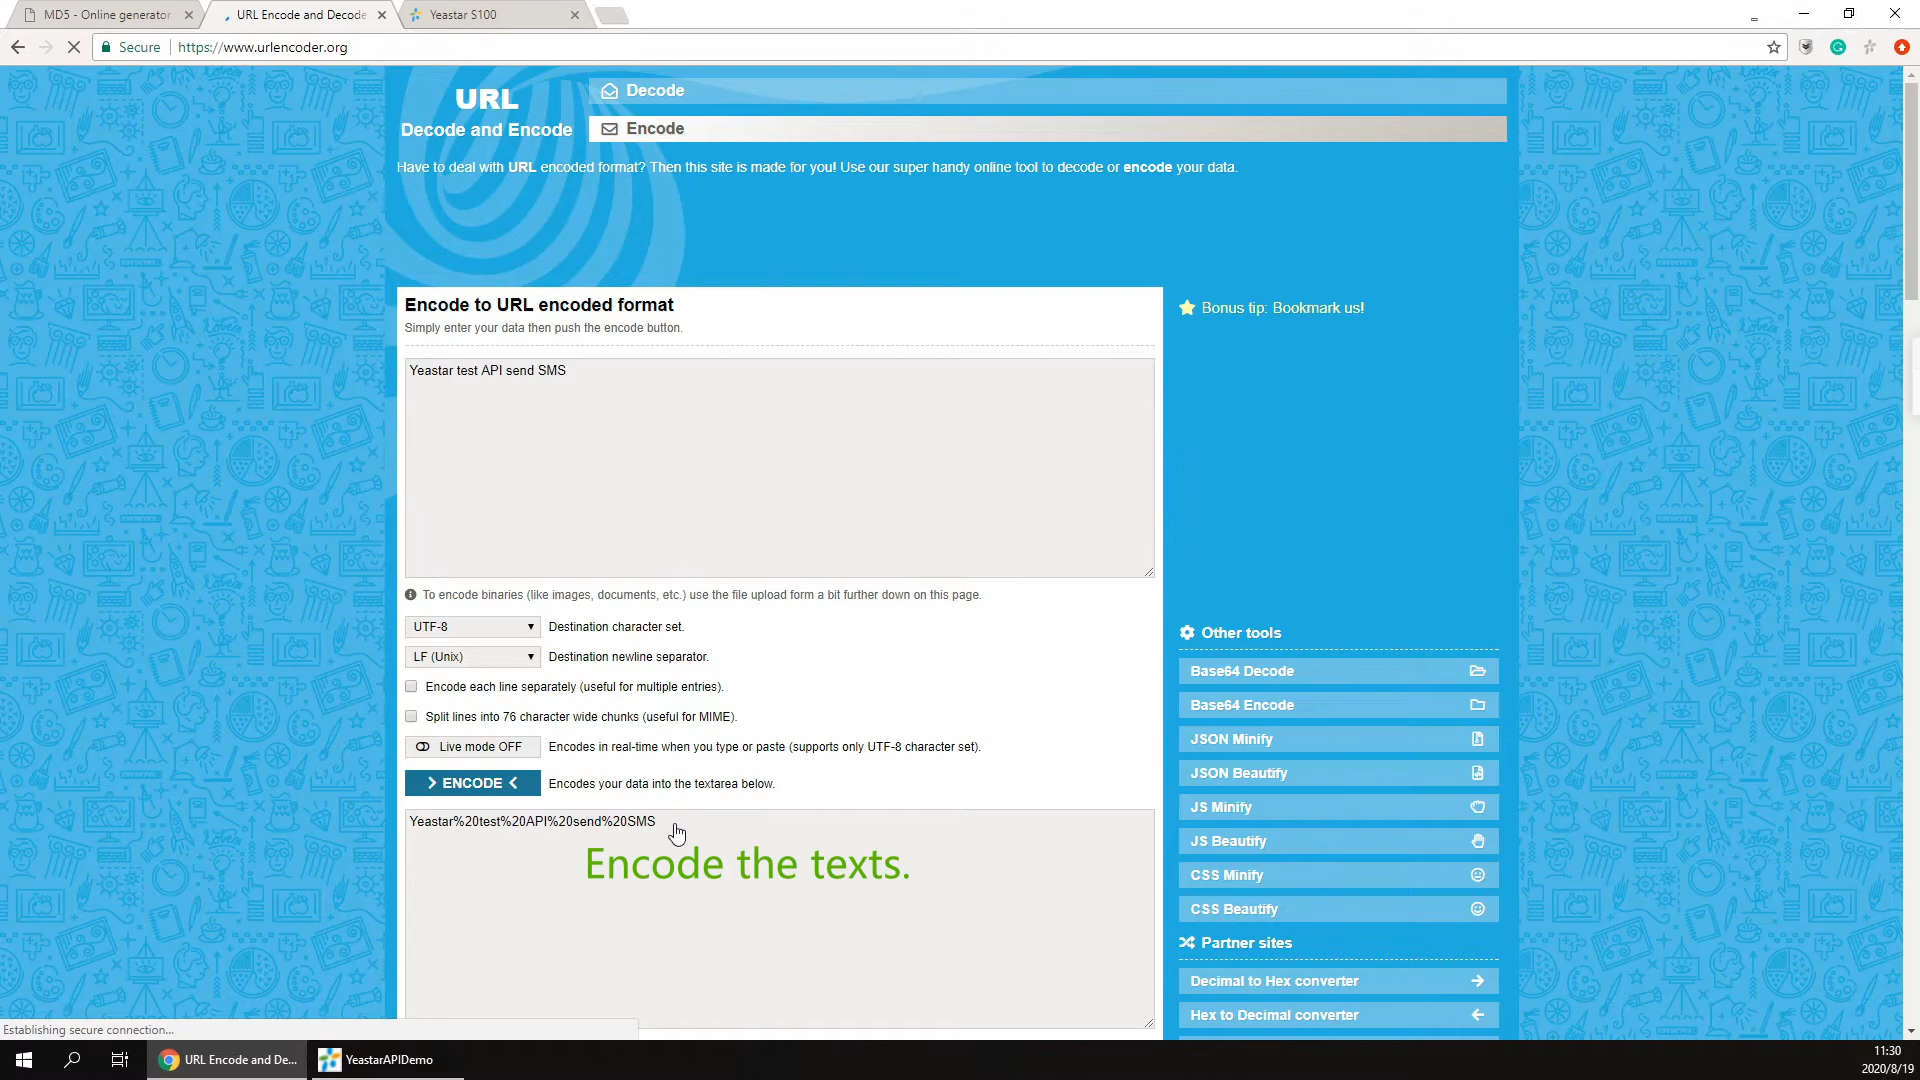 MD5 - Online generator
URL Encode and Decode
Yeastar S100
Secure
https://www.urlencoder.org
URL
Decode and Encode
Decode
Encode
Have to deal with URL encoded format? Then this site is made for you! Use our super handy online tool to decode or encode your data.
Encode to URL encoded format
Simply enter your data then push the encode button.
Bonus tip: Bookmark us!
Yeastar test API send SMS
To encode binaries (like images, documents, etc.) use the file upload form a bit further down on this page.
UTF-8 Destination character set.
LF (Unix) Destination newline separator.
Encode each line separately (useful for multiple entries).
Split lines into 76 character wide chunks (useful for MIME).
Live mode OFF Encodes in real-time when you type or paste (supports only UTF-8 character set).
> ENCODE < Encodes your data into the textarea below.
Yeastar%20test%20API%20send%20SMS
Encode the texts.
Other tools
Base64 Decode
Base64 Encode
JSON Minify
JSON Beautify
JS Minify
JS Beautify
CSS Minify
CSS Beautify
Partner sites
Decimal to Hex converter
Hex to Decimal converter
Establishing secure connection...
URL Encode and De...
YeastarAPIDemo
11:30
2020/8/19